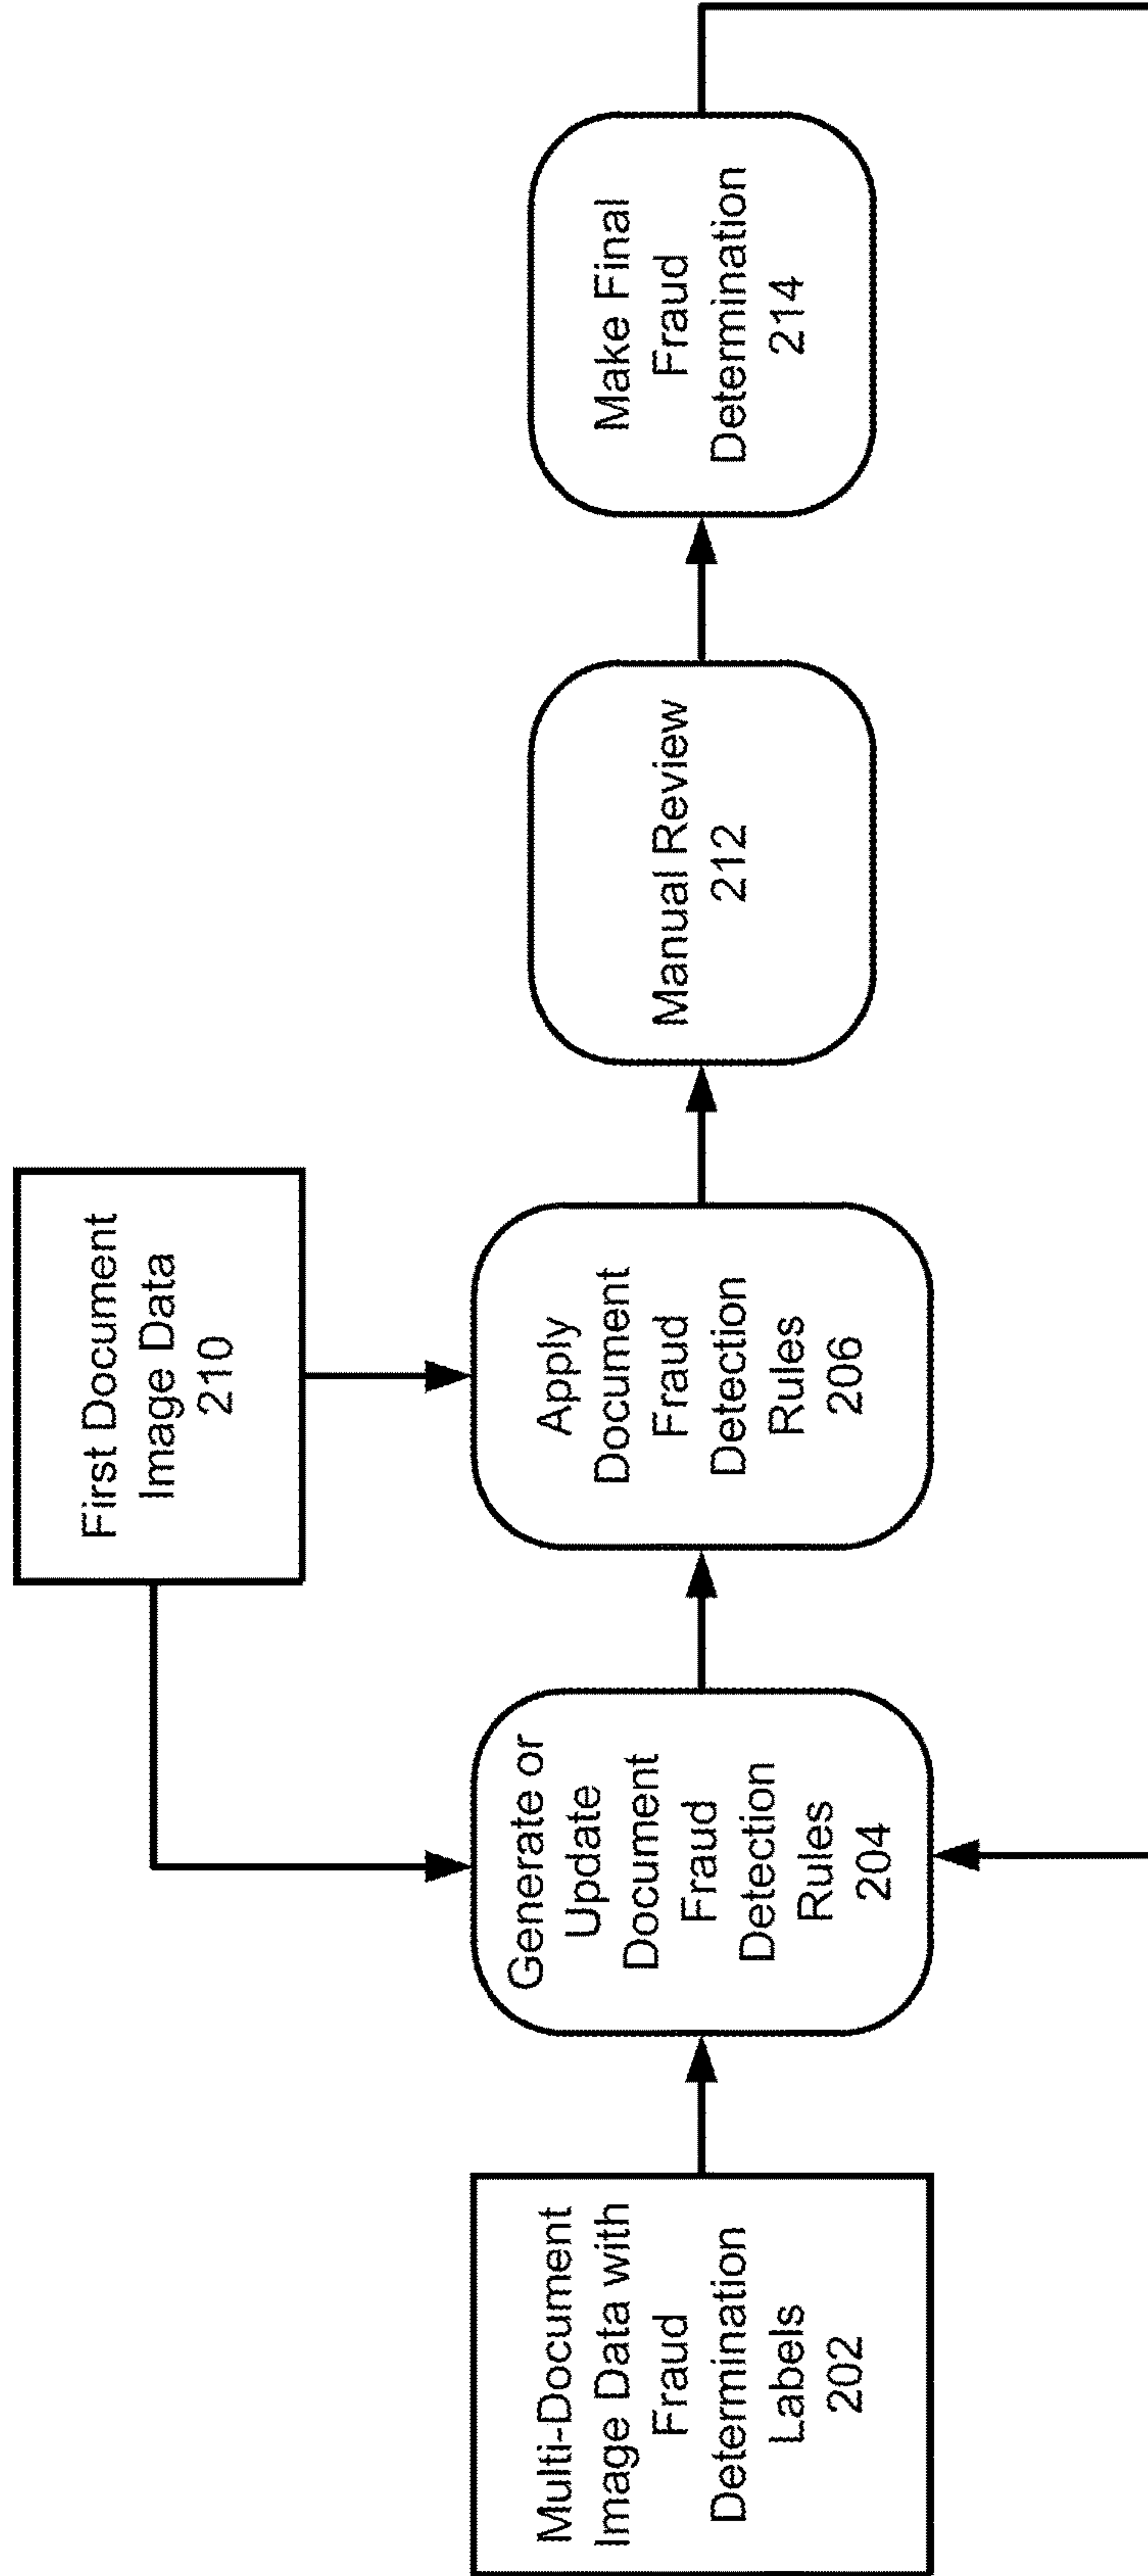 First Document
Image Data
210
Multi-Document
Image Data with
Fraud
Determination
Labels
202
Generate or
Update
Document
Fraud
Detection
Rules
204
Apply
Document
Fraud
Detection
Rules
206
Manual Review
212
Make Final
Fraud
Determination
214